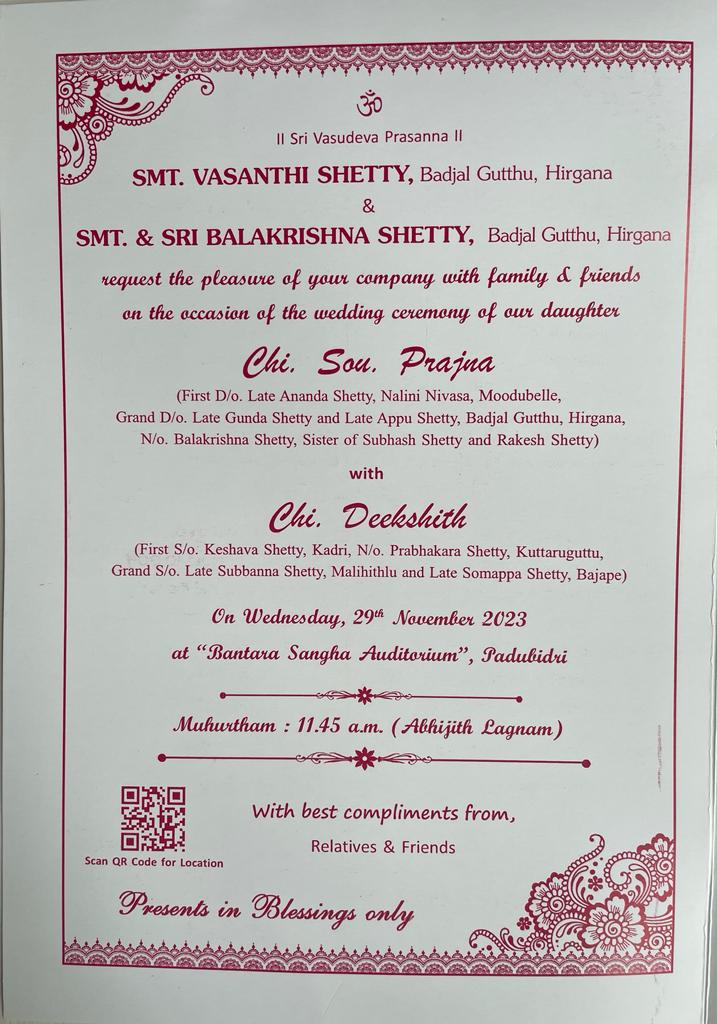 ॐ
II Sri Vasudeva Prasanna II
SMT. VASANTHI SHETTY, Badjal Gutthu, Hirgana
&
SMT. & SRI BALAKRISHNA SHETTY, Badjal Gutthu, Hirgana
request the pleasure of your company with family & friends
on the occasion of the wedding ceremony of our daughter
Chi. Sou. Prajna
(First D/o. Late Ananda Shetty, Nalini Nivasa, Moodubelle,
Grand D/o. Late Gunda Shetty and Late Appu Shetty, Badjal Gutthu, Hirgana,
N/o. Balakrishna Shetty, Sister of Subhash Shetty and Rakesh Shetty)
with
Chi. Deekshith
(First S/o. Keshava Shetty, Kadri, N/o. Prabhakara Shetty, Kuttaruguttu,
Grand S/o. Late Subbanna Shetty, Malihithlu and Late Somappa Shetty, Bajape)
On Wednesday, 29th November 2023
at “Bantara Sangha Auditorium”, Padubidri
Muhurtham : 11.45 a.m. (Abhijith Lagnam)
With best compliments from,
Relatives & Friends
Scan QR Code for Location
Presents in Blessings only